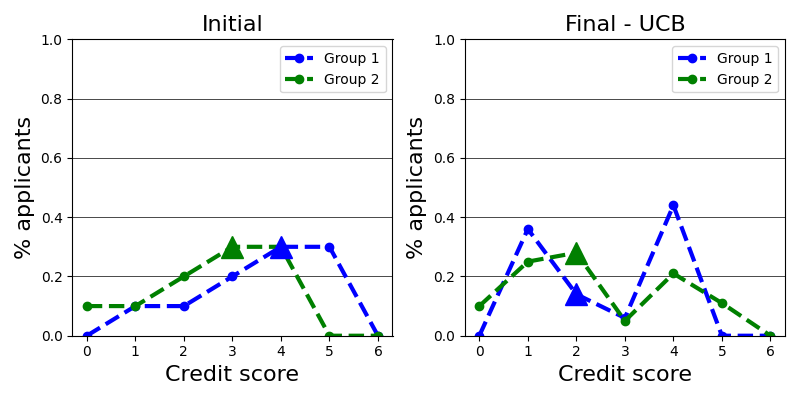 Initial
Final - UCB
% applicants
1.0
0.8
0.6
0.4
0.2
0.0
Group 1
Group 2
0 1 2 3 4 5 6
Credit score
% applicants
1.0
0.8
0.6
0.4
0.2
0.0
Group 1
Group 2
0 1 2 3 4 5 6
Credit score